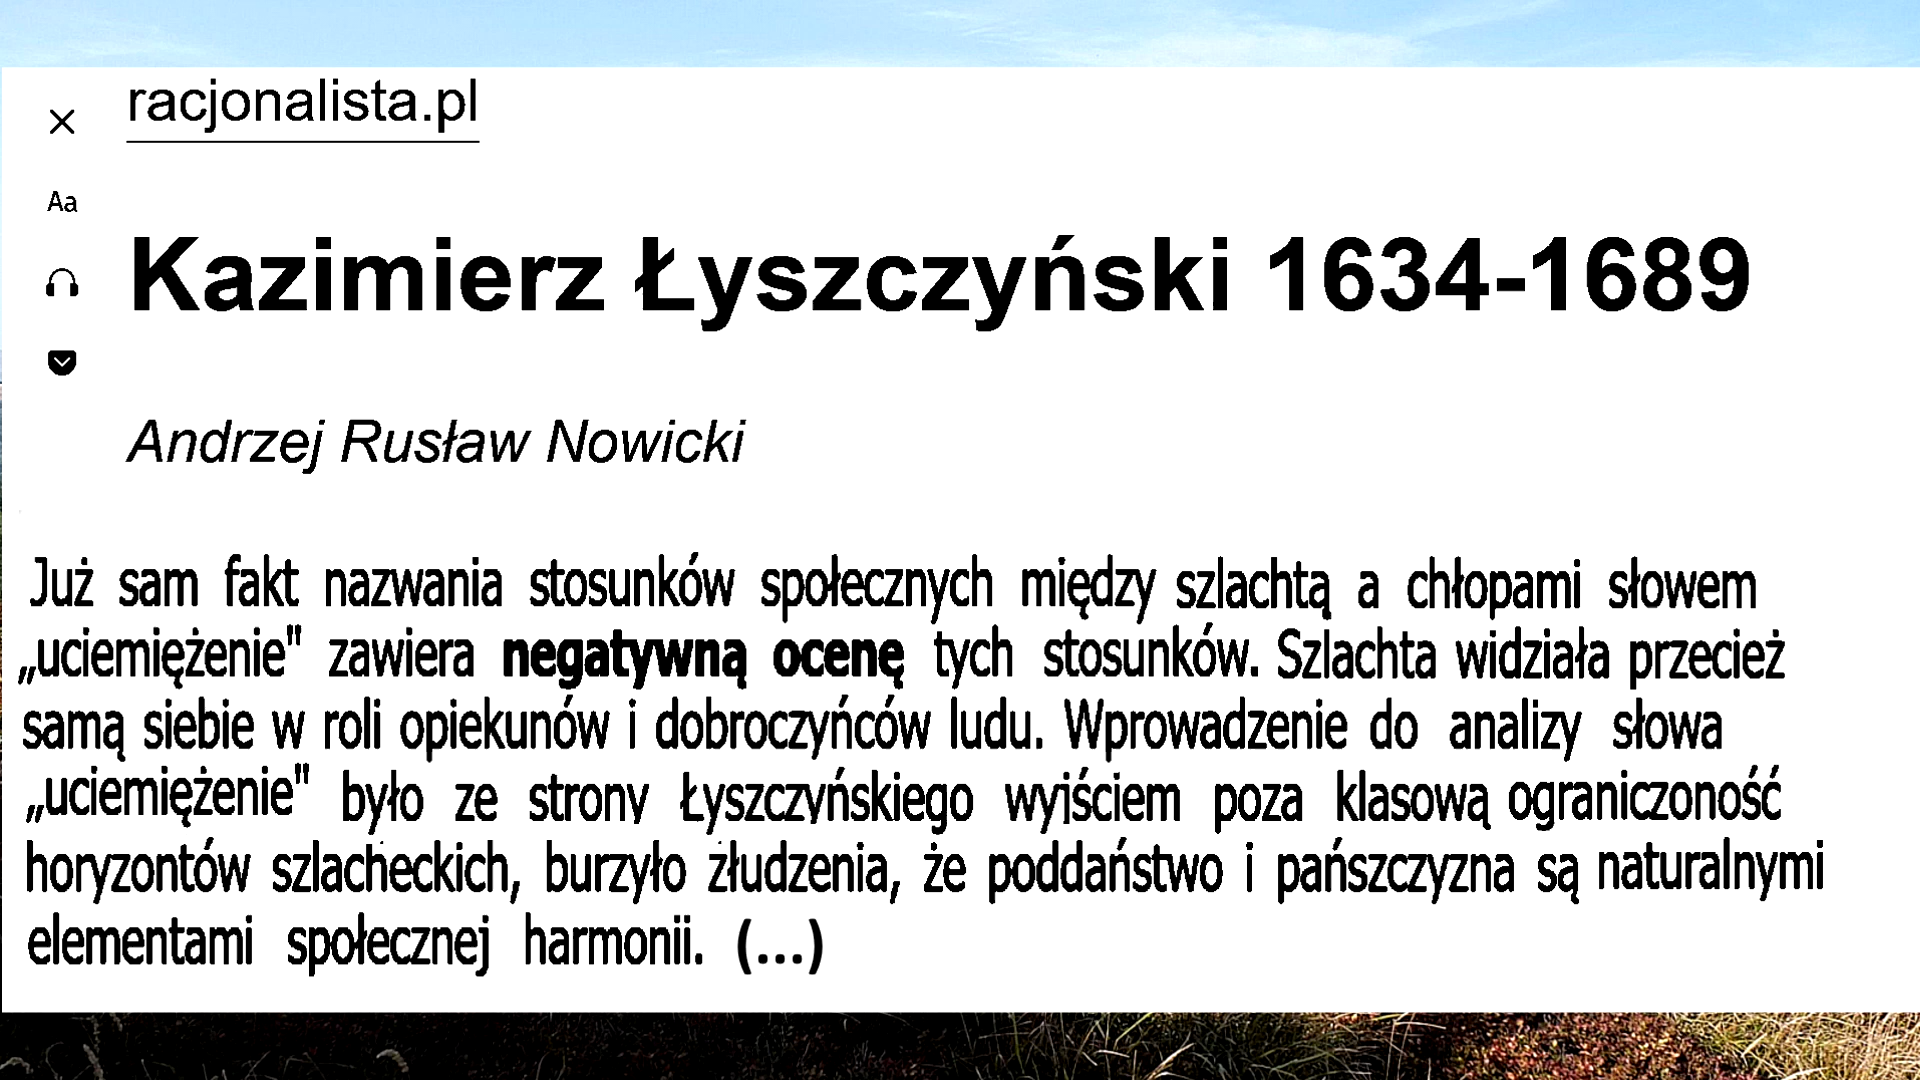 racjonalista.pl
Aa
Kazimierz Łyszczyński 1634-1689
Andrzej Rusław Nowicki
Już sam fakt nazwania stosunków społecznych między szlachtą a chłopami słowem
„uciemiężenie" zawiera negatywną ocenę tych stosunków. Szlachta widziała przecież
samą siebie w roli opiekunów i dobroczyńców ludu. Wprowadzenie do analizy słowa
„uciemiężenie" było ze strony Łyszczyńskiego wyjściem poza klasową ograniczoność
horyzontów szlacheckich, burzyło złudzenia, że poddaństwo i pańszczyzna są naturalnymi
elementami społecznej harmonii. (...)